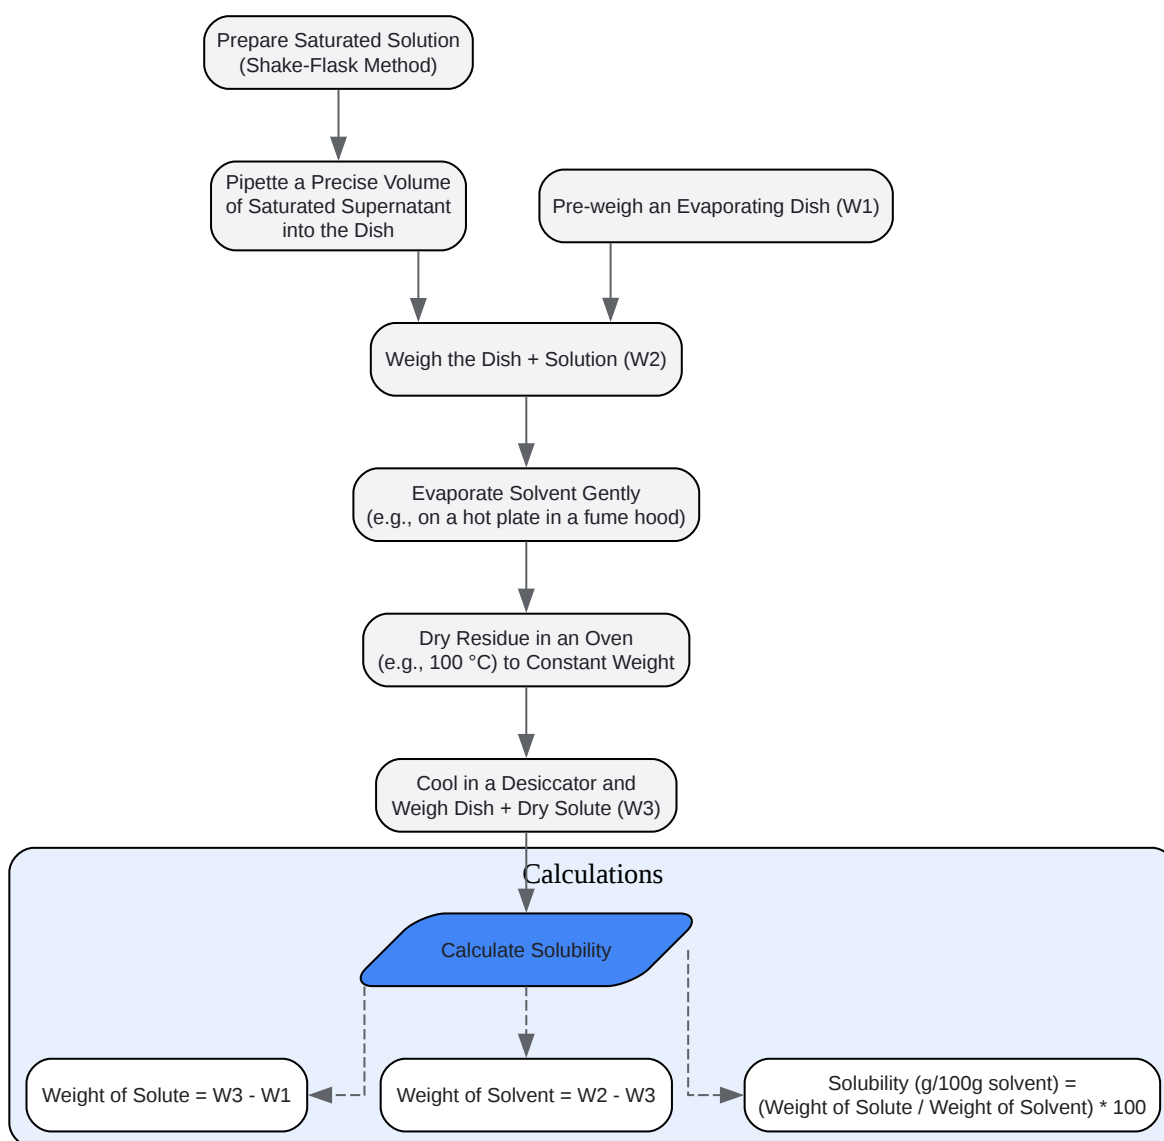 Prepare Saturated Solution
(Shake-Flask Method)
Pipette a Precise Volume
of Saturated Supernatant
into the Dish
Pre-weigh an Evaporating Dish (W1)
Weigh the Dish + Solution (W2)
Evaporate Solvent Gently
(e.g., on a hot plate in a fume hood)
Dry Residue in an Oven
(e.g., 100 °C) to Constant Weight
Cool in a Desiccator and
Weigh Dish + Dry Solute (W3)
Calculations
Calculate Solubility
Weight of Solute = W3 - W1
Weight of Solvent = W2 - W3
Solubility (g/100g solvent) =
(Weight of Solute / Weight of Solvent) * 100